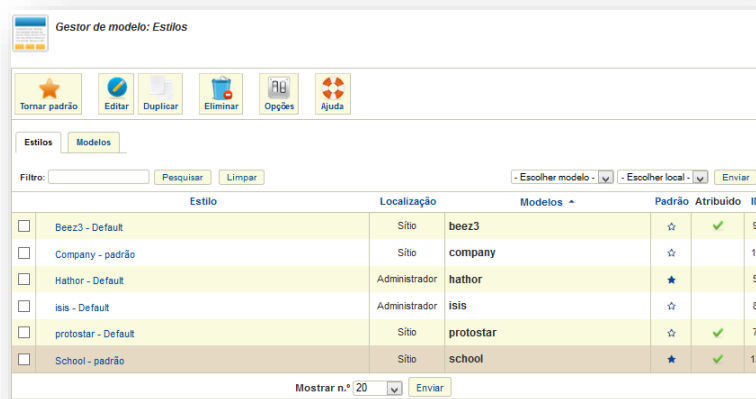 Gestor de modelo: Estilos
Tornar padrão Editar Duplicar Eliminar Opções Ajuda
Estilos Modelos
Filtro: Pesquisar Limpar - Escolher modelo - - Escolher local - Enviar
Estilo Localização Modelos Padrão Atribuído
Beez3 - Default Sítio beez3
Company - padrão Sítio company
Hathor - Default Administrador hathor
isis - Default Administrador isis
protostar - Default Sítio protostar
School - padrão Sítio school
Mostrar n.º 20 Enviar